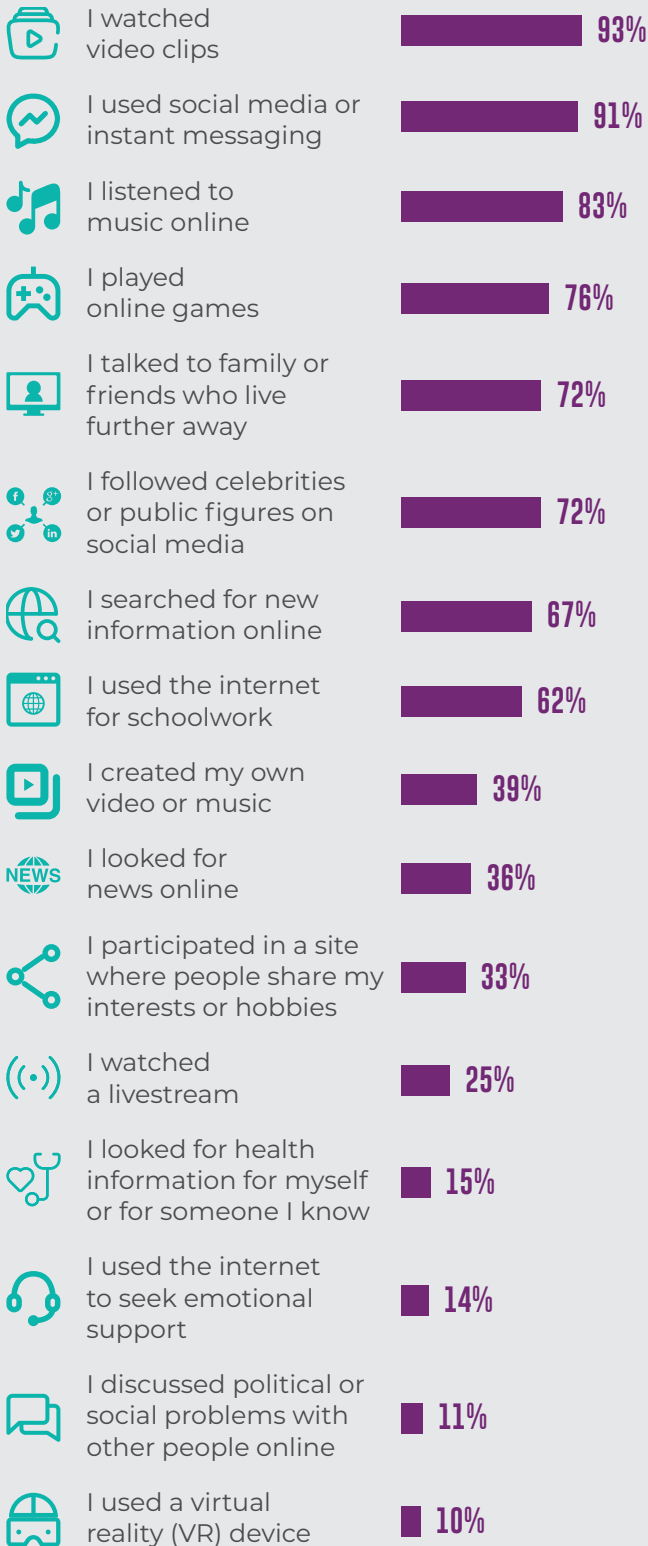 I watched
video clips
93%
I used social media or
instant messaging
91%
I listened to
music online
83%
I played
online games
76%
I talked to family or
friends who live
further away
72%
f
g+
in
I followed celebrities
or public figures on
social media
72%
I searched for new
information online
67%
I used the internet
for schoolwork
62%
I created my own
video or music
39%
NEWS
I looked for
news online
36%
I participated in a site
where people share my
interests or hobbies
33%
I watched
a livestream
25%
I looked for health
information for myself
or for someone I know
15%
I used the internet
to seek emotional
support
14%
I discussed political or
social problems with
other people online
11%
I used a virtual
reality (VR) device
10%